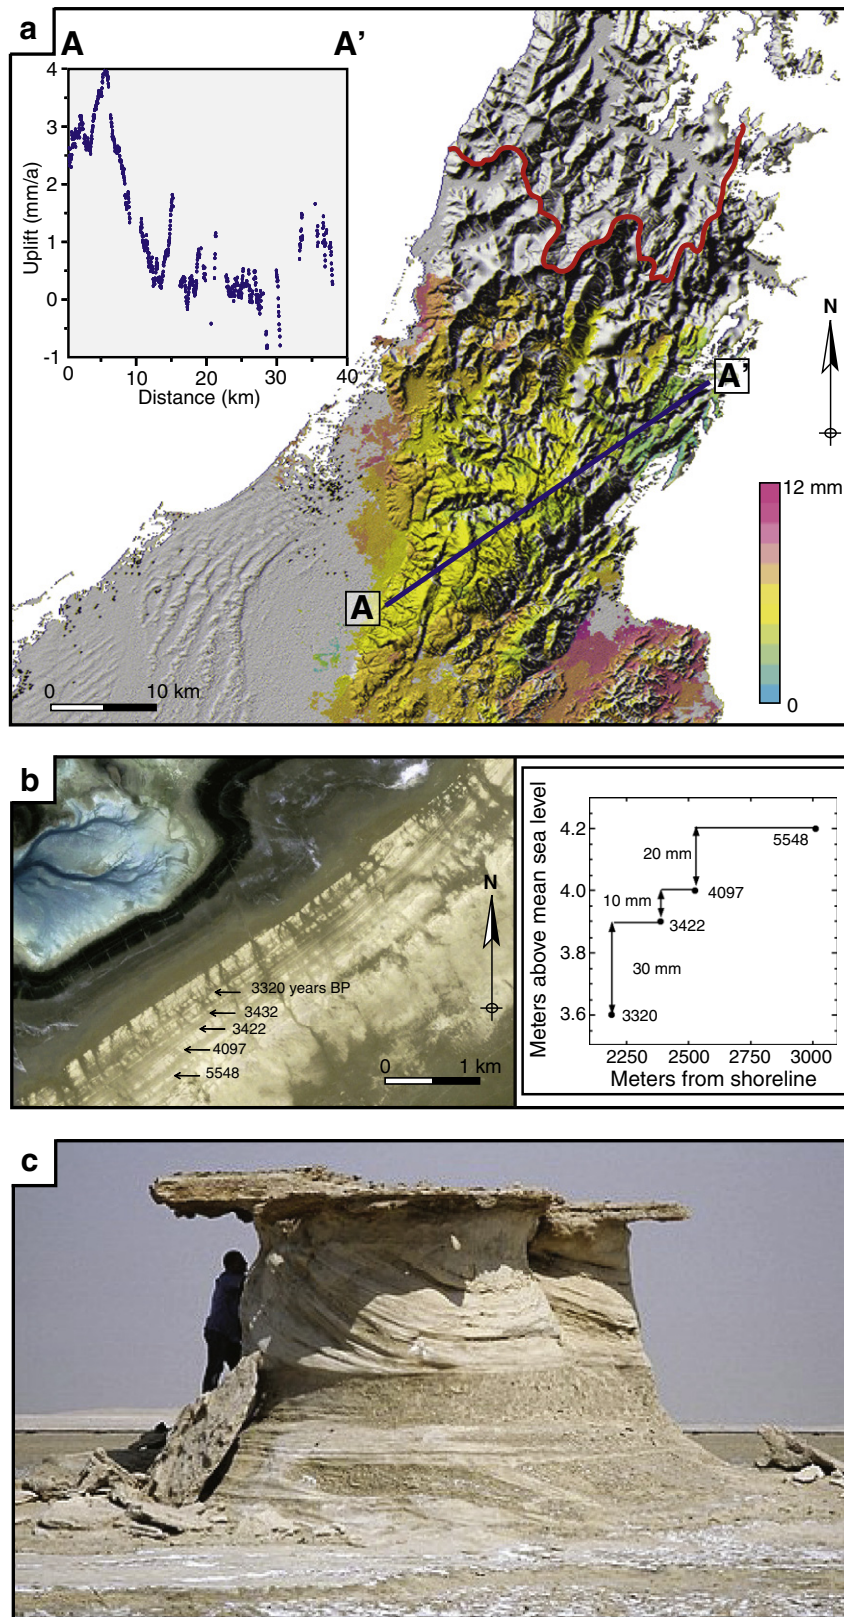 a
A
A’
4
3
2
1
0
-1
Uplift (mm/a)
0
10
20
30
40
Distance (km)
N
A’
A
12 mm
0
0
10 km
b
N
3320 years BP
3432
3422
4097
5548
0
1 km
Meters above mean sea level
4.2
4.0
3.8
3.6
5548
20 mm
4097
10 mm
3422
30 mm
3320
2250
2500
2750
3000
Meters from shoreline
c